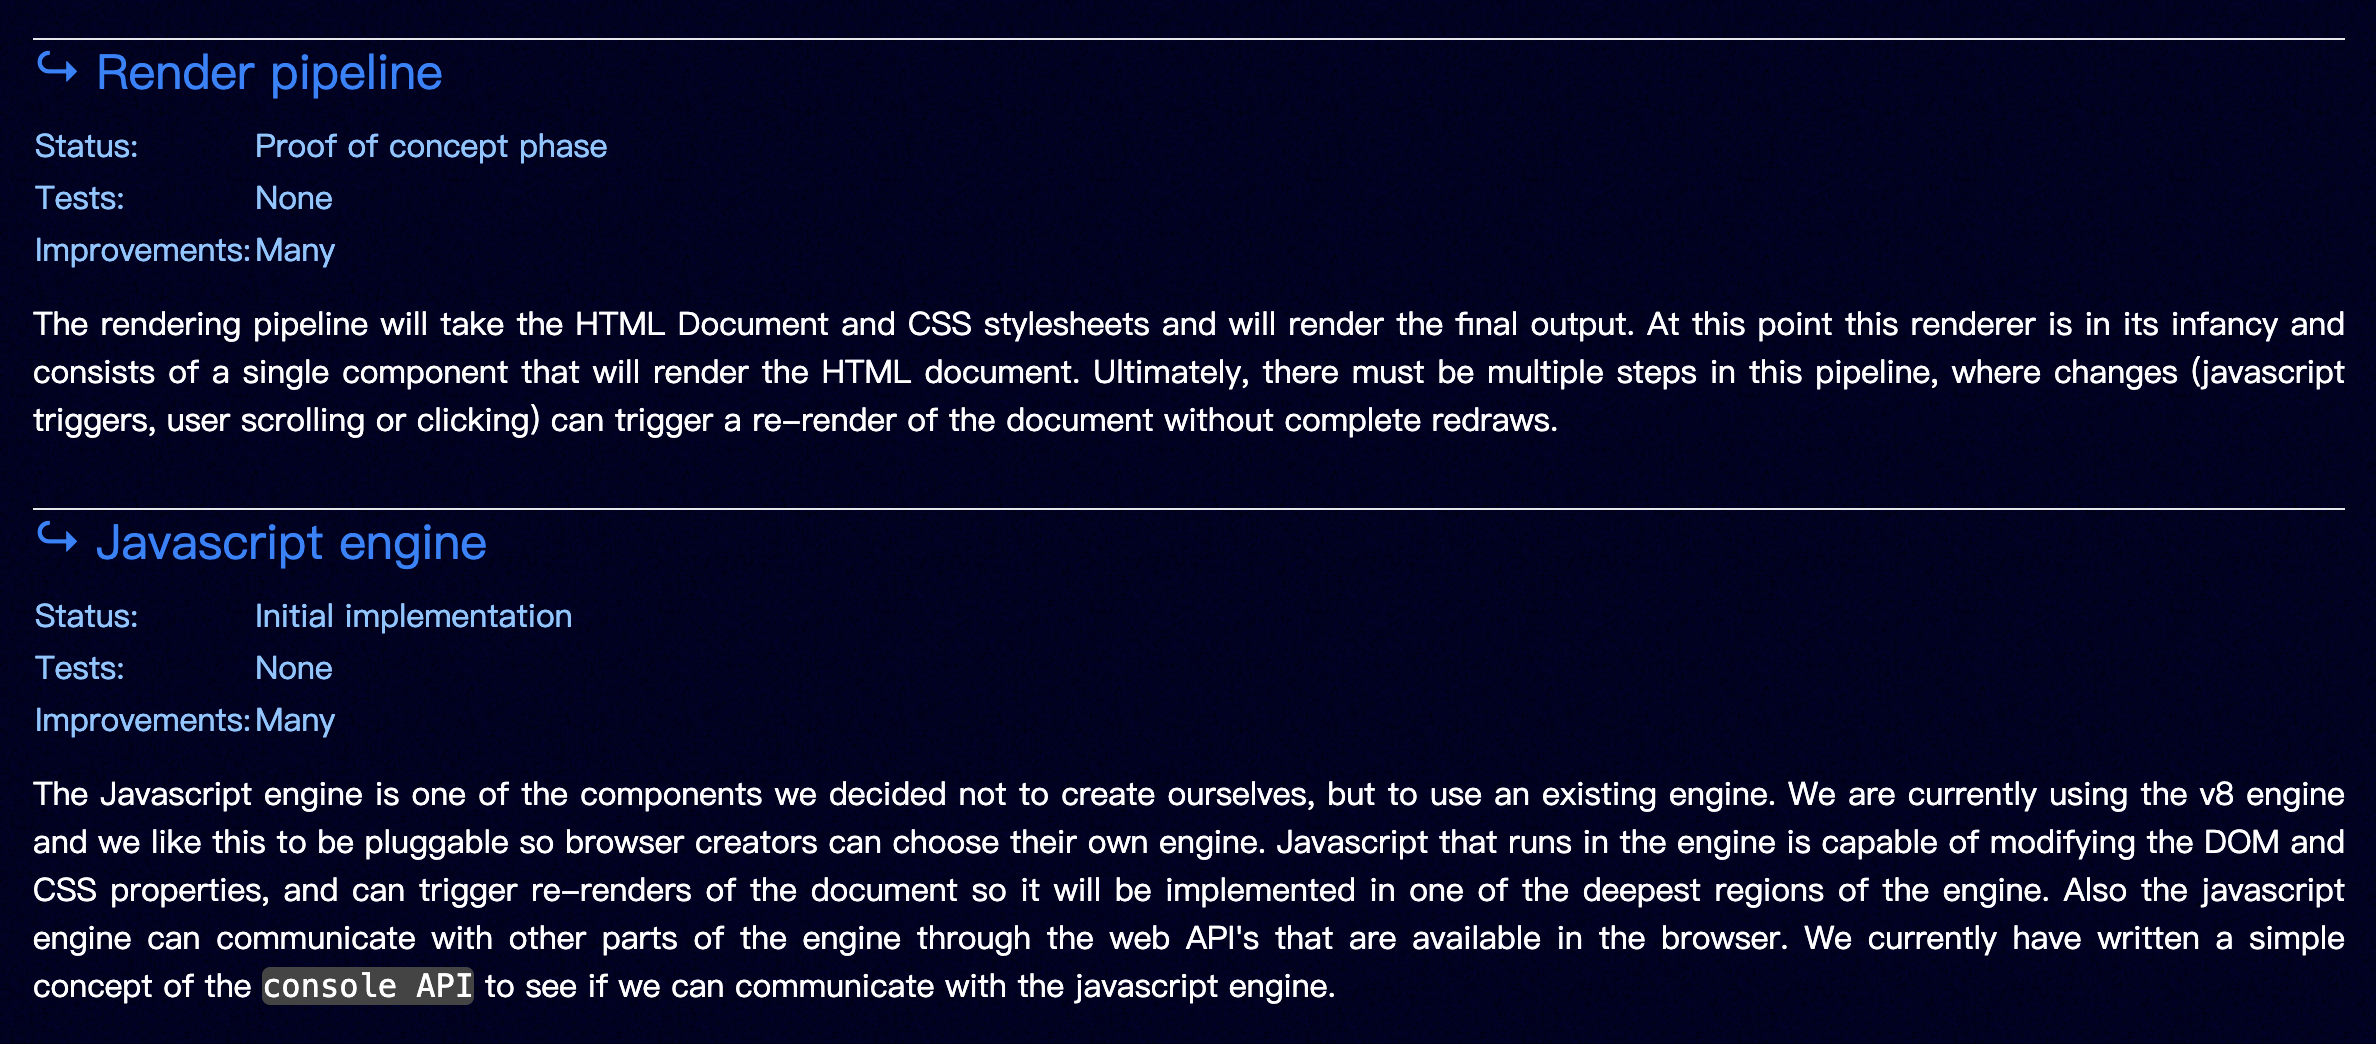 ↪ Render pipeline
Status: Proof of concept phase
Tests: None
Improvements: Many
The rendering pipeline will take the HTML Document and CSS stylesheets and will render the final output. At this point this renderer is in its infancy and
consists of a single component that will render the HTML document. Ultimately, there must be multiple steps in this pipeline, where changes (javascript
triggers, user scrolling or clicking) can trigger a re-render of the document without complete redraws.
↪ Javascript engine
Status: Initial implementation
Tests: None
Improvements: Many
The Javascript engine is one of the components we decided not to create ourselves, but to use an existing engine. We are currently using the v8 engine
and we like this to be pluggable so browser creators can choose their own engine. Javascript that runs in the engine is capable of modifying the DOM and
CSS properties, and can trigger re-renders of the document so it will be implemented in one of the deepest regions of the engine. Also the javascript
engine can communicate with other parts of the engine through the web API's that are available in the browser. We currently have written a simple
concept of the console API to see if we can communicate with the javascript engine.